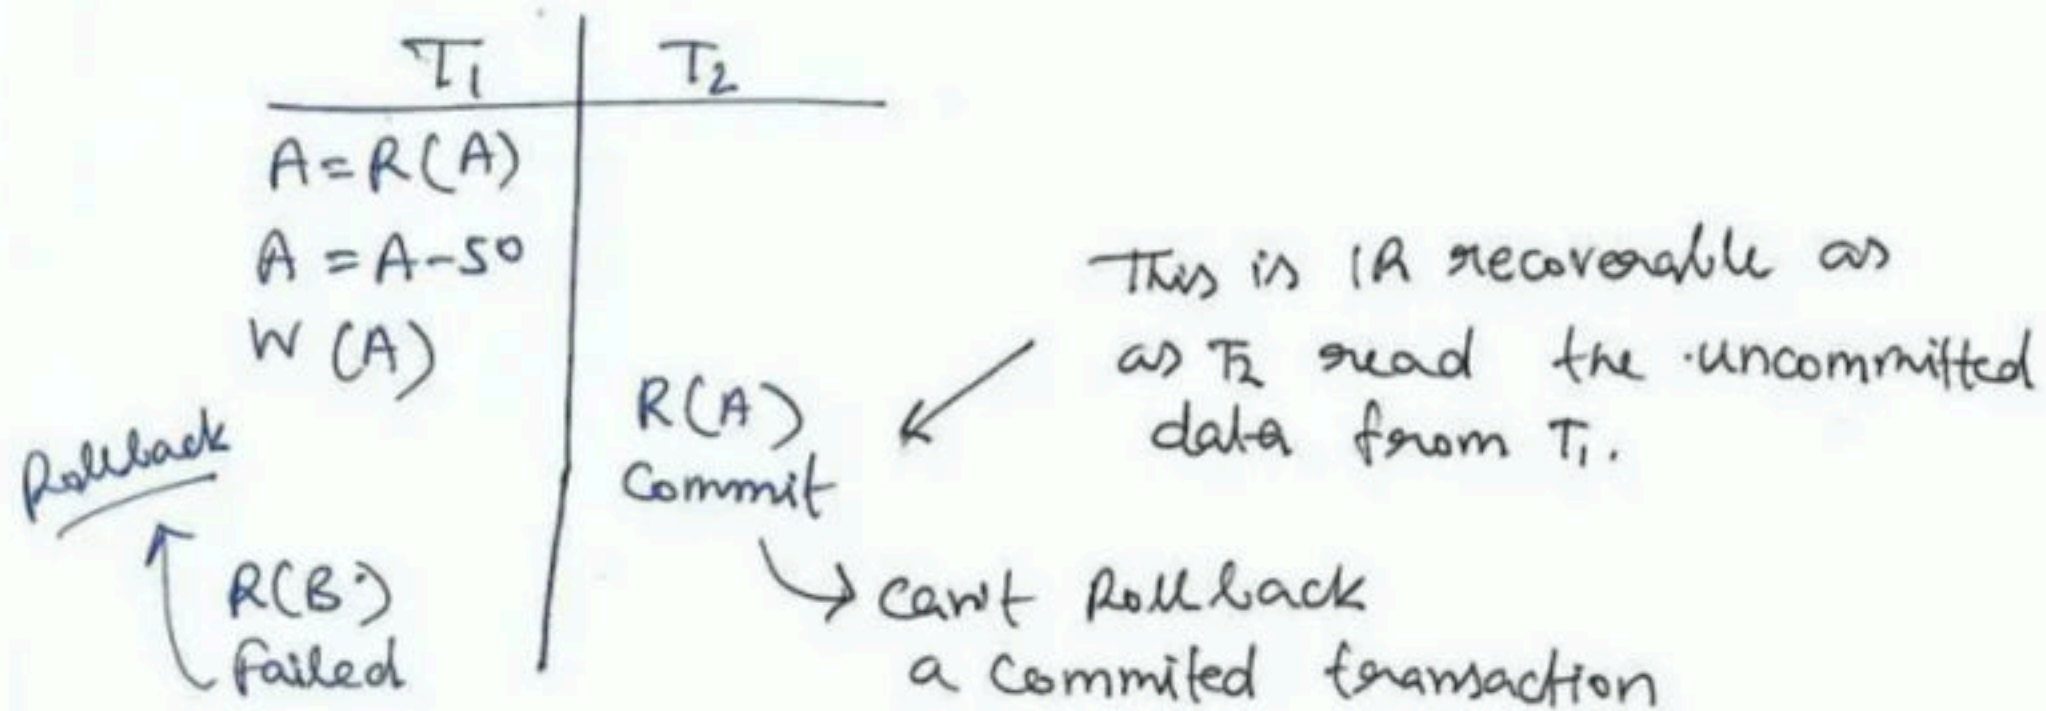 T1 T2
A=R(A)
A = A-50
W (A)
R(A)
Commit
Rollback
R(B)
Failed
This is IR recoverable as
as T2 read the uncommitted
data from T1.
can't Rollback
a commited transaction